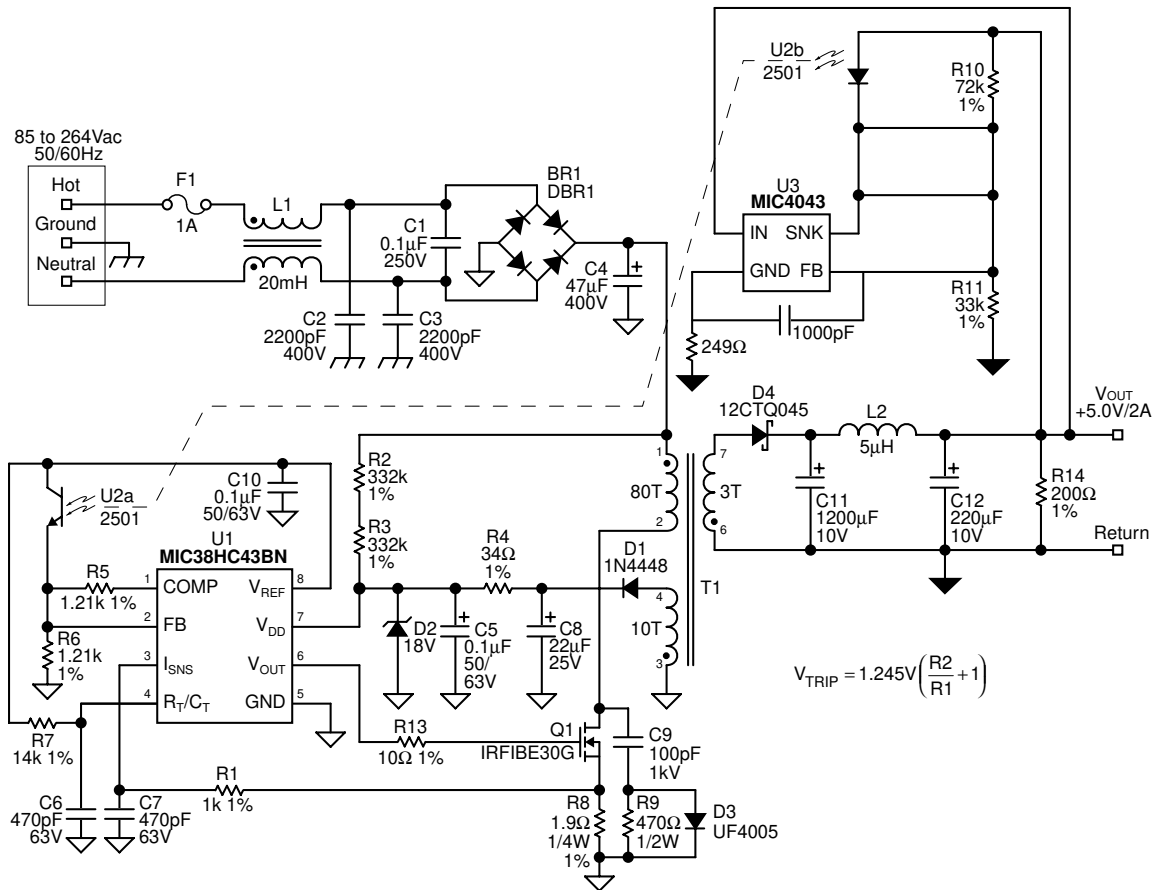 85 to 264Vac
50/60Hz
Hot
Ground
Neutral
F1
1A
L1
20mH
C1
0.1µF
250V
C2
2200pF
400V
C3
2200pF
400V
BR1
DBR1
C4
47µF
400V
U2b
2501
R10
72k
1%
U3
MIC4043
IN
SNK
GND
FB
R11
33k
1%
1000pF
249Ω
D4
12CTQ045
L2
5µH
VOUT
+5.0V/2A
R14
200Ω
1%
Return
C11
1200µF
10V
C12
220µF
10V
1
80T
2
7
3T
6
T1
4
10T
3
R2
332k
1%
R3
332k
1%
R4
34Ω
1%
D1
1N4448
D2
18V
C5
0.1µF
50/
63V
C8
22µF
25V
C10
0.1µF
50/63V
U2a
2501
U1
MIC38HC43BN
R5
1.21k 1%
R6
1.21k
1%
1
COMP
VREF
8
2
FB
VDD
7
3
ISNS
VOUT
6
4
RT/CT
GND
5
R7
14k 1%
C6
470pF
63V
C7
470pF
63V
R1
1k 1%
R13
10Ω 1%
Q1
IRFIBE30G
C9
100pF
1kV
R8
1.9Ω
1/4W
1%
R9
470Ω
1/2W
D3
UF4005
VTRIP = 1.245V(R2/R1 + 1)